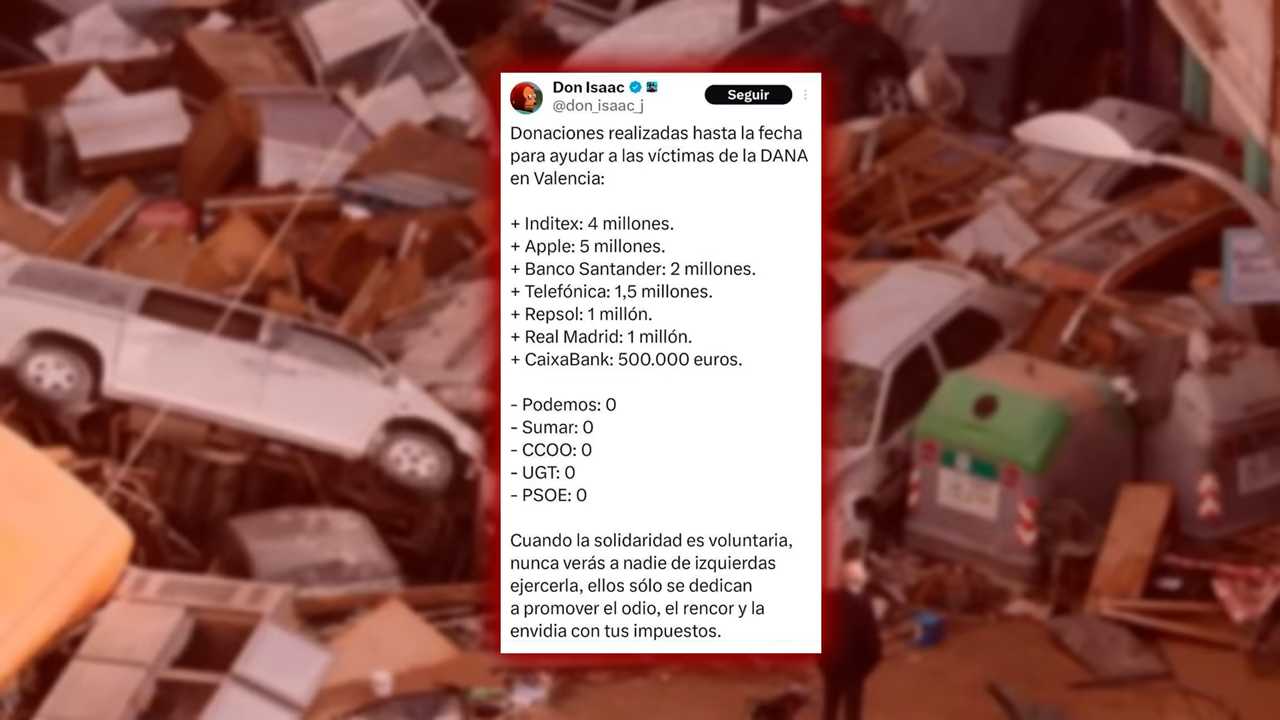 Don Isaac
Seguir
@don_isaac_j
Donaciones realizadas hasta la fecha
para ayudar a las víctimas de la DANA
en Valencia:
+ Inditex: 4 millones.
+ Apple: 5 millones.
+ Banco Santander: 2 millones.
+ Telefónica: 1,5 millones.
+ Repsol: 1 millón.
+ Real Madrid: 1 millón.
+ CaixaBank: 500.000 euros.
- Podemos: 0
- Sumar: 0
- CCOO: 0
- UGT: 0
- PSOE: 0
Cuando la solidaridad es voluntaria,
nunca verás a nadie de izquierdas
ejercerla, ellos sólo se dedican
a promover el odio, el rencor y la
envidia con tus impuestos.